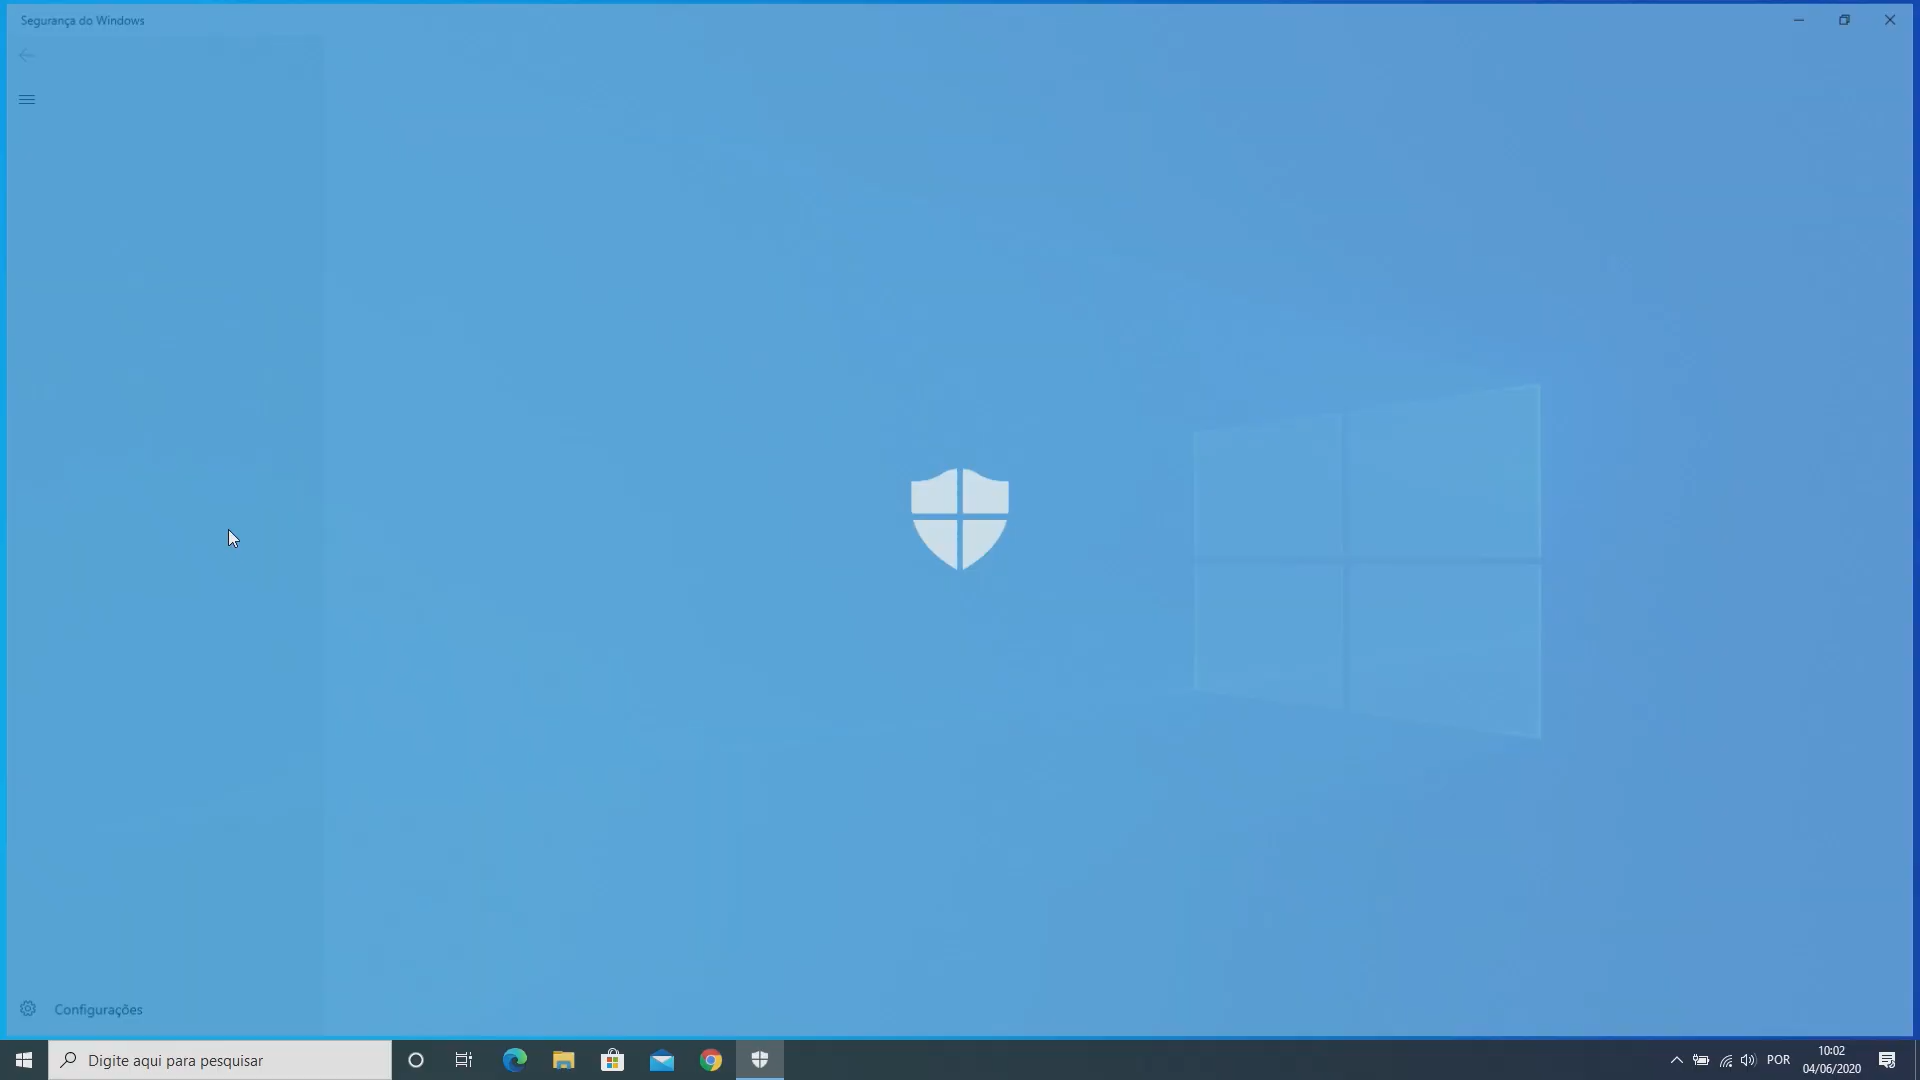 Segurança do Windows
Configurações
Digite aqui para pesquisar
POR
10:02
04/06/2020